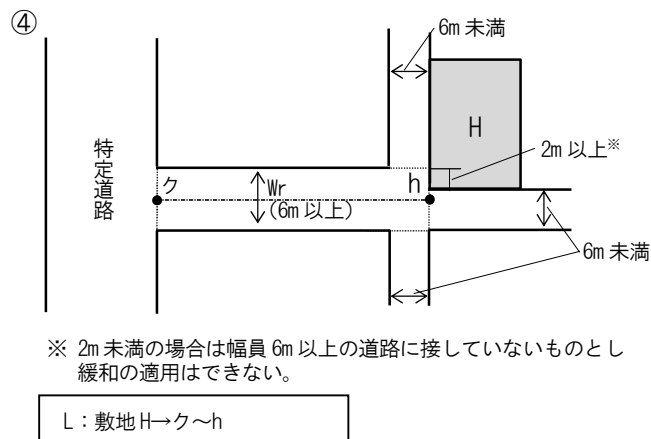 ④
6m 未満
H
2m 以上※
特定道路
ク
Wr
(6m 以上)
h
6m 未満
※ 2m 未満の場合は幅員 6m 以上の道路に接していないものとし
緩和の適用はできない。
L：敷地 H→ク～h